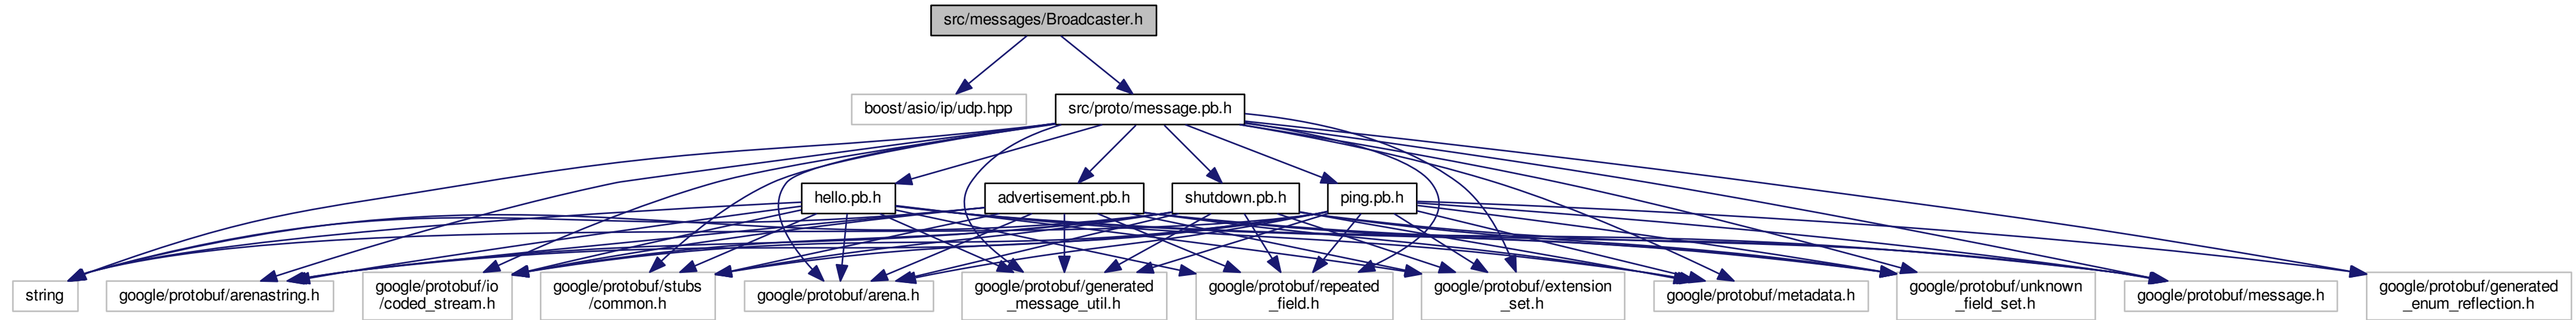 src/messages/Broadcaster.h
boost/asio/ip/udp.hpp
src/proto/message.pb.h
hello.pb.h
advertisement.pb.h
shutdown.pb.h
ping.pb.h
string
google/protobuf/arenastring.h
google/protobuf/io
/coded_stream.h
google/protobuf/stubs
/common.h
google/protobuf/arena.h
google/protobuf/generated
_message_util.h
google/protobuf/repeated
_field.h
google/protobuf/extension
_set.h
google/protobuf/metadata.h
google/protobuf/unknown
_field_set.h
google/protobuf/message.h
google/protobuf/generated
_enum_reflection.h